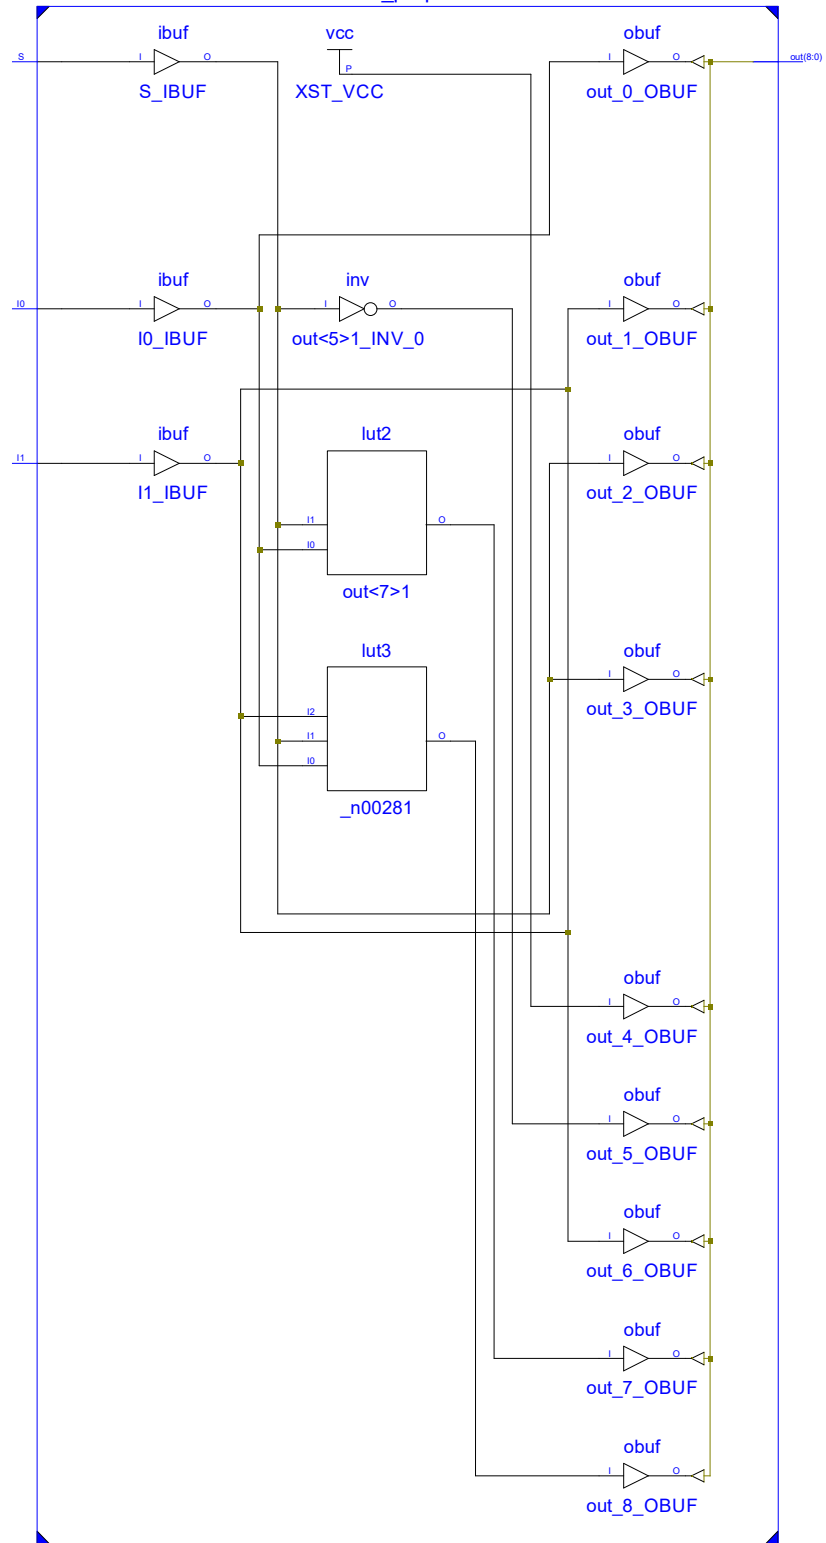 ibuf
vcc
obuf
S
I
O
P
I
O
out(8:0)
S_IBUF
XST_VCC
out_0_OBUF
ibuf
inv
obuf
I0
I
O
I
O
I
O
I0_IBUF
out<5>1_INV_0
out_1_OBUF
ibuf
lut2
obuf
I1
I
O
I
O
I1_IBUF
out_2_OBUF
I1
O
I0
out<7>1
lut3
obuf
I
O
out_3_OBUF
I2
I1
O
I0
_n00281
obuf
I
O
out_4_OBUF
obuf
I
O
out_5_OBUF
obuf
I
O
out_6_OBUF
obuf
I
O
out_7_OBUF
obuf
I
O
out_8_OBUF